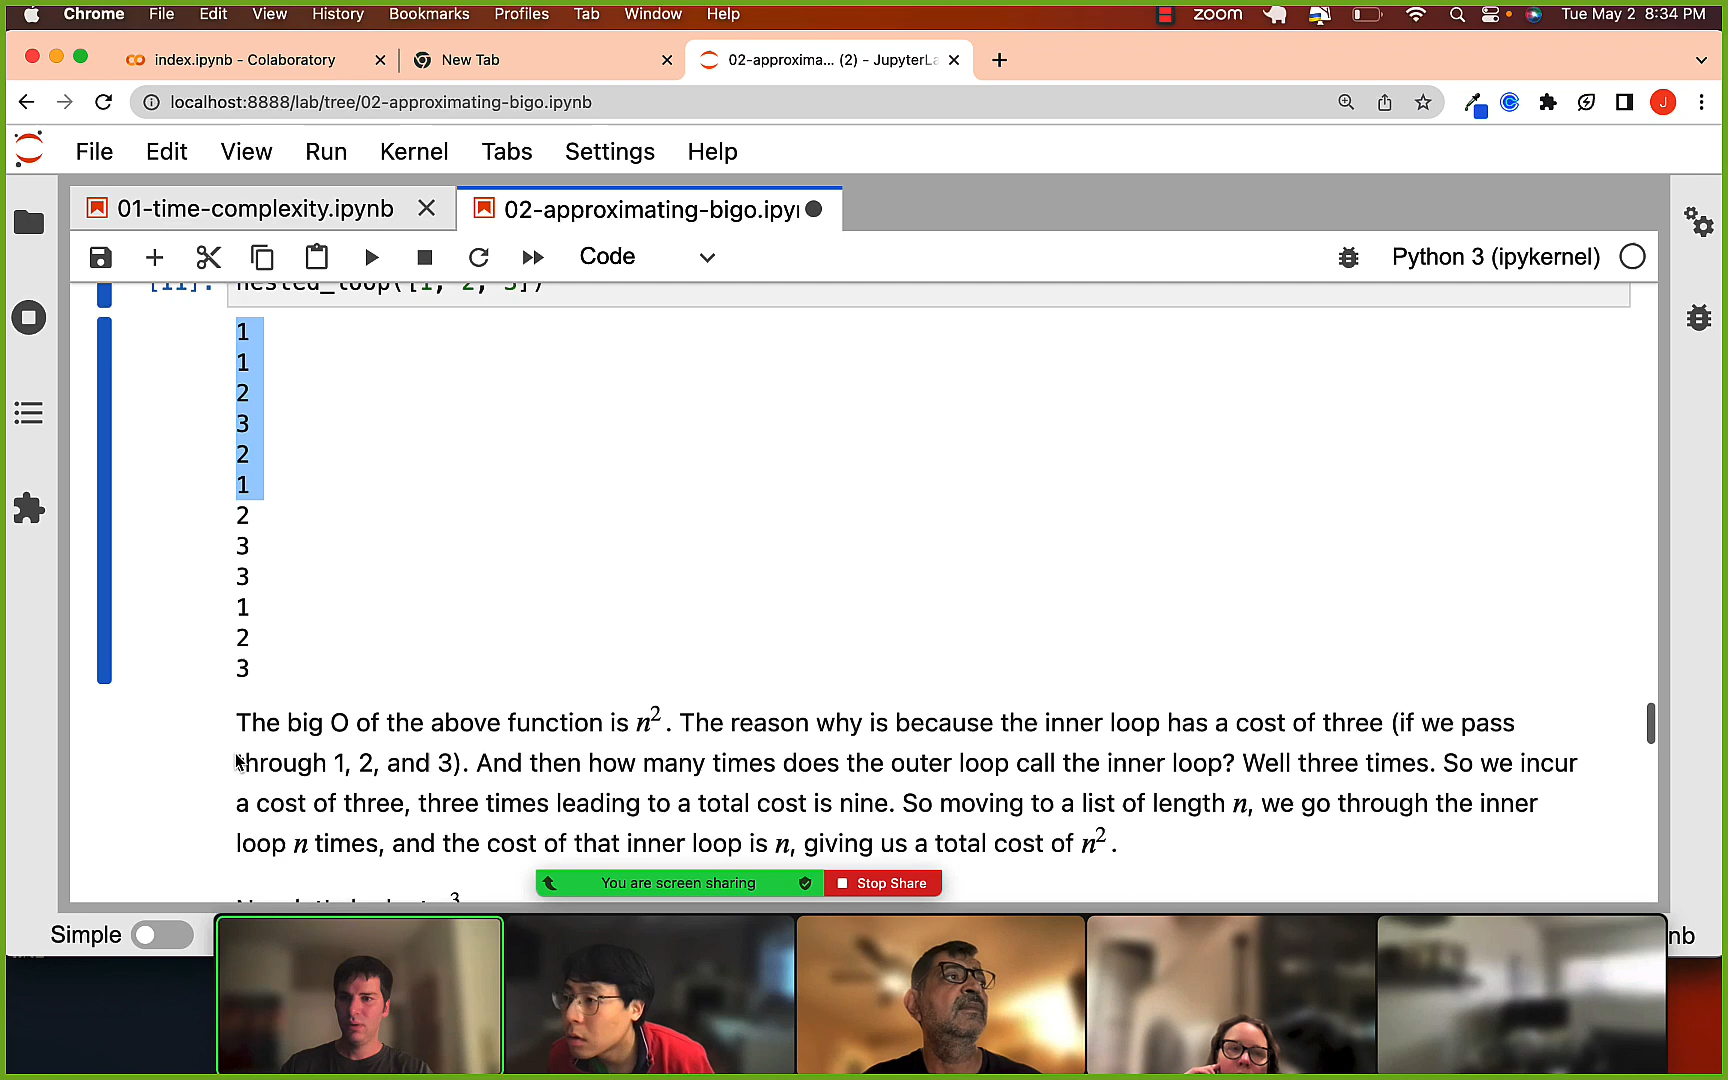 Chrome File Edit View History Bookmarks Profiles Tab Window Help zoom Tue May 2 8:34 PM
index.ipynb - Colaboratory New Tab 02-approxima... (2) - JupyterLa
localhost:8888/lab/tree/02-approximating-bigo.ipynb J
File Edit View Run Kernel Tabs Settings Help
01-time-complexity.ipynb 02-approximating-bigo.ipyn
Code Python 3 (ipykernel)
[11]: nested_loop([1, 2, 3])
1
1
2
3
2
1
2
3
3
1
2
3
The big O of the above function is n². The reason why is because the inner loop has a cost of three (if we pass
through 1, 2, and 3). And then how many times does the outer loop call the inner loop? Well three times. So we incur
a cost of three, three times leading to a total cost is nine. So moving to a list of length n, we go through the inner
loop n times, and the cost of that inner loop is n, giving us a total cost of n².
You are screen sharing Stop Share
Simple nb